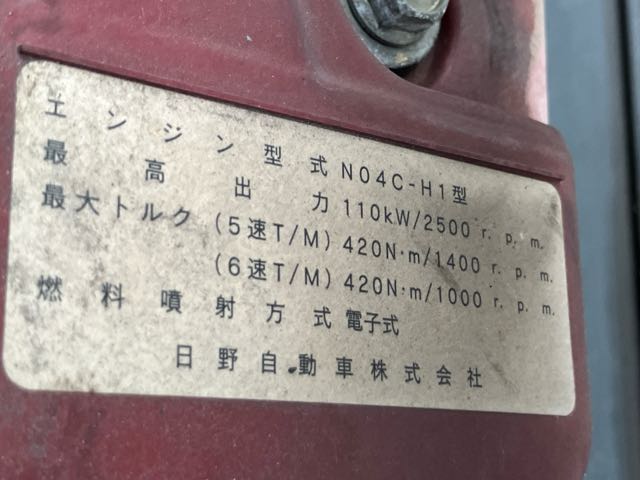 エンジン型式 N04C-H1型
最高出力 110kW/2500 r. p. m.
最大トルク (5速T/M) 420N·m/1400 r. p. m.
(6速T/M) 420N·m/1000 r. p. m.
燃料噴射方式 電子式
日野自動車株式会社